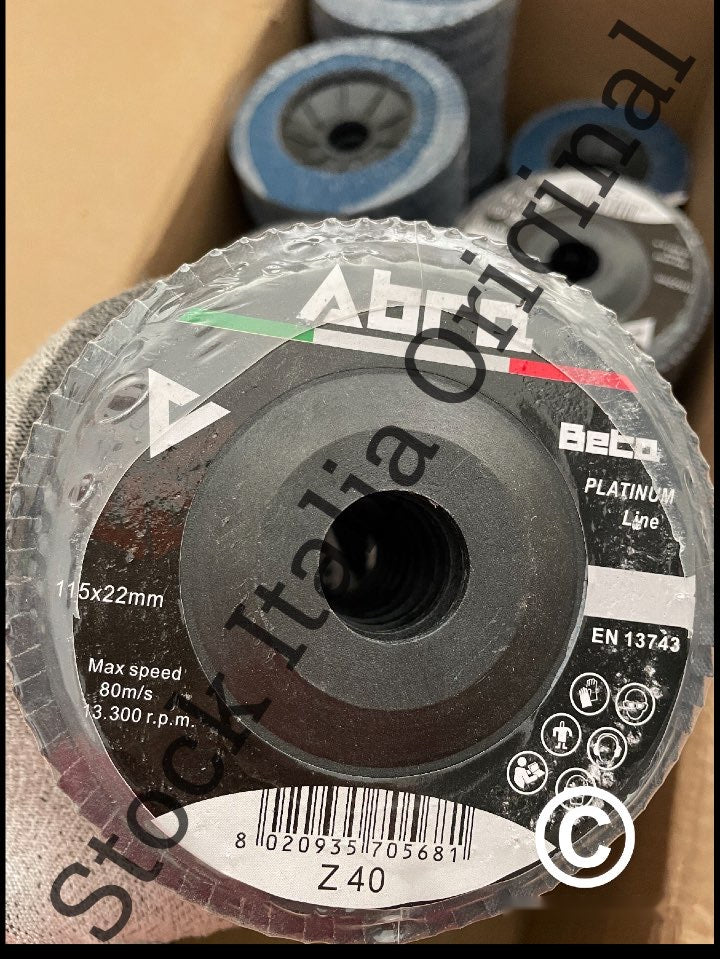 Abra
Beta
PLATINUM
Line
115x22mm
EN 13743
Max speed
80m/s
13.300 r.p.m.
8 020935 705681
Z 40
Stock Italia Original
©